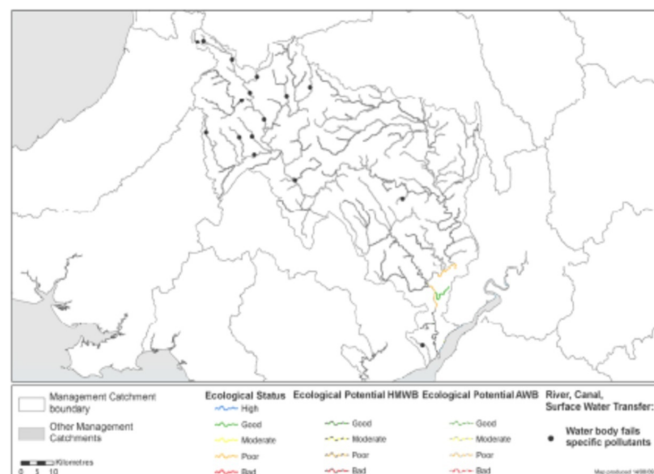 Management Catchment
boundary
Other Management
Catchments
Kilometres
0 5 10
Ecological Status
High
Good
Moderate
Poor
Bad
Ecological Potential HMWB
Good
Moderate
Poor
Bad
Ecological Potential AWB
Good
Moderate
Poor
Bad
River, Canal,
Surface Water Transfer:
Water body fails
specific pollutants
Map produced